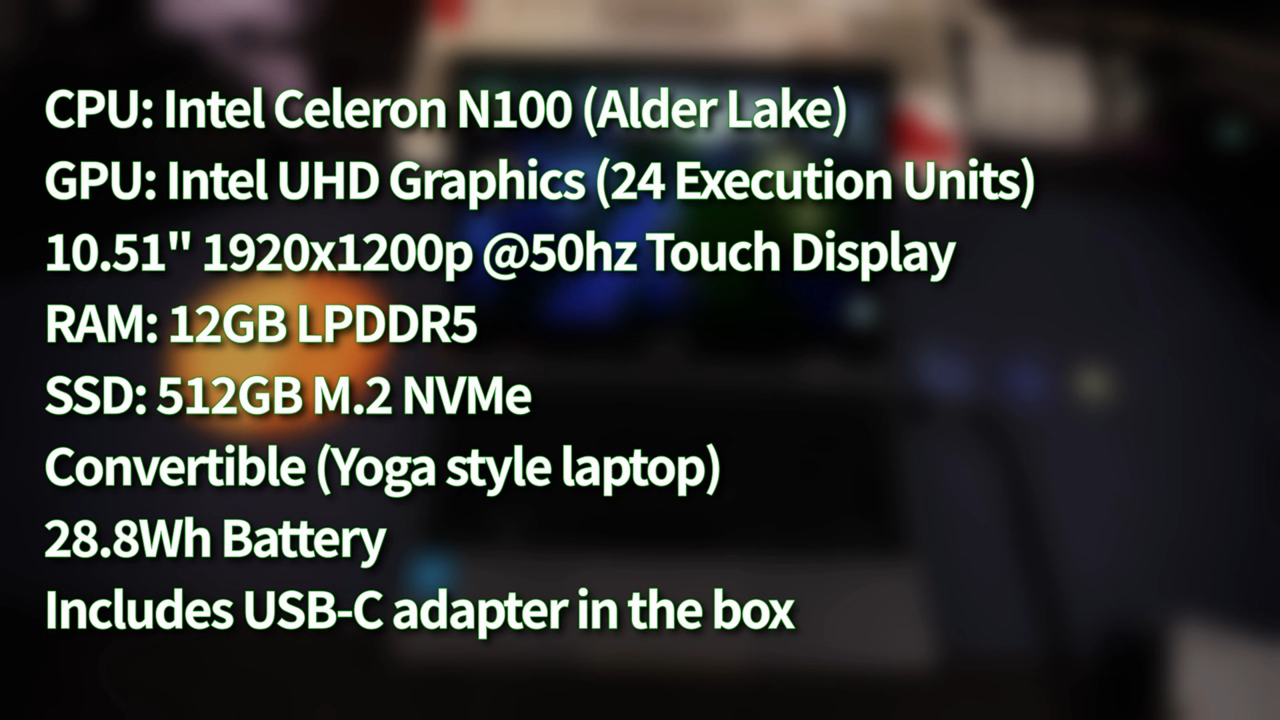 CPU: Intel Celeron N100 (Alder Lake)
GPU: Intel UHD Graphics (24 Execution Units)
10.51" 1920x1200p @50hz Touch Display
RAM: 12GB LPDDR5
SSD: 512GB M.2 NVMe
Convertible (Yoga style laptop)
28.8Wh Battery
Includes USB-C adapter in the box